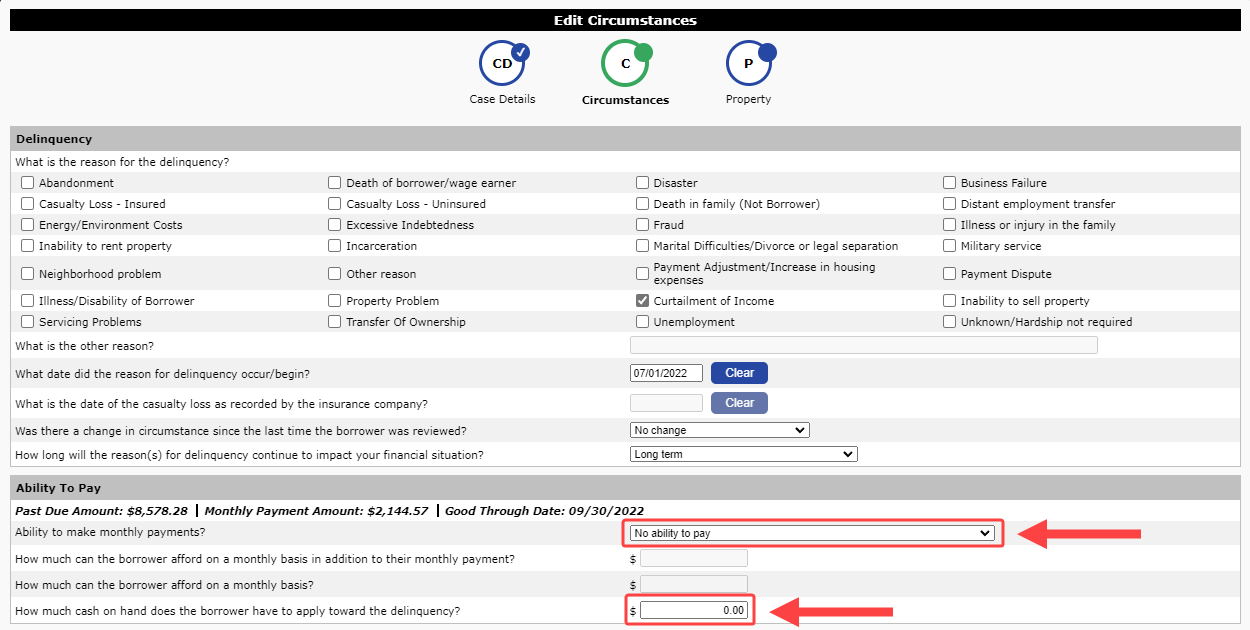 Edit Circumstances
CD C P
Case Details Circumstances Property
Delinquency
What is the reason for the delinquency?
Abandonment Death of borrower/wage earner Disaster Business Failure
Casualty Loss - Insured Casualty Loss - Uninsured Death in family (Not Borrower) Distant employment transfer
Energy/Environment Costs Excessive Indebtedness Fraud Illness or injury in the family
Inability to rent property Incarceration Marital Difficulties/Divorce or legal separation Military service
Neighborhood problem Other reason Payment Adjustment/Increase in housing expenses Payment Dispute
Illness/Disability of Borrower Property Problem Curtailment of Income Inability to sell property
Servicing Problems Transfer Of Ownership Unemployment Unknown/Hardship not required
What is the other reason?
What date did the reason for delinquency occur/begin? 07/01/2022 Clear
What is the date of the casualty loss as recorded by the insurance company? Clear
Was there a change in circumstance since the last time the borrower was reviewed? No change
How long will the reason(s) for delinquency continue to impact your financial situation? Long term
Ability To Pay
Past Due Amount: $8,578.28 | Monthly Payment Amount: $2,144.57 | Good Through Date: 09/30/2022
Ability to make monthly payments? No ability to pay
How much can the borrower afford on a monthly basis in addition to their monthly payment? $
How much can the borrower afford on a monthly basis? $
How much cash on hand does the borrower have to apply toward the delinquency? $ 0.00